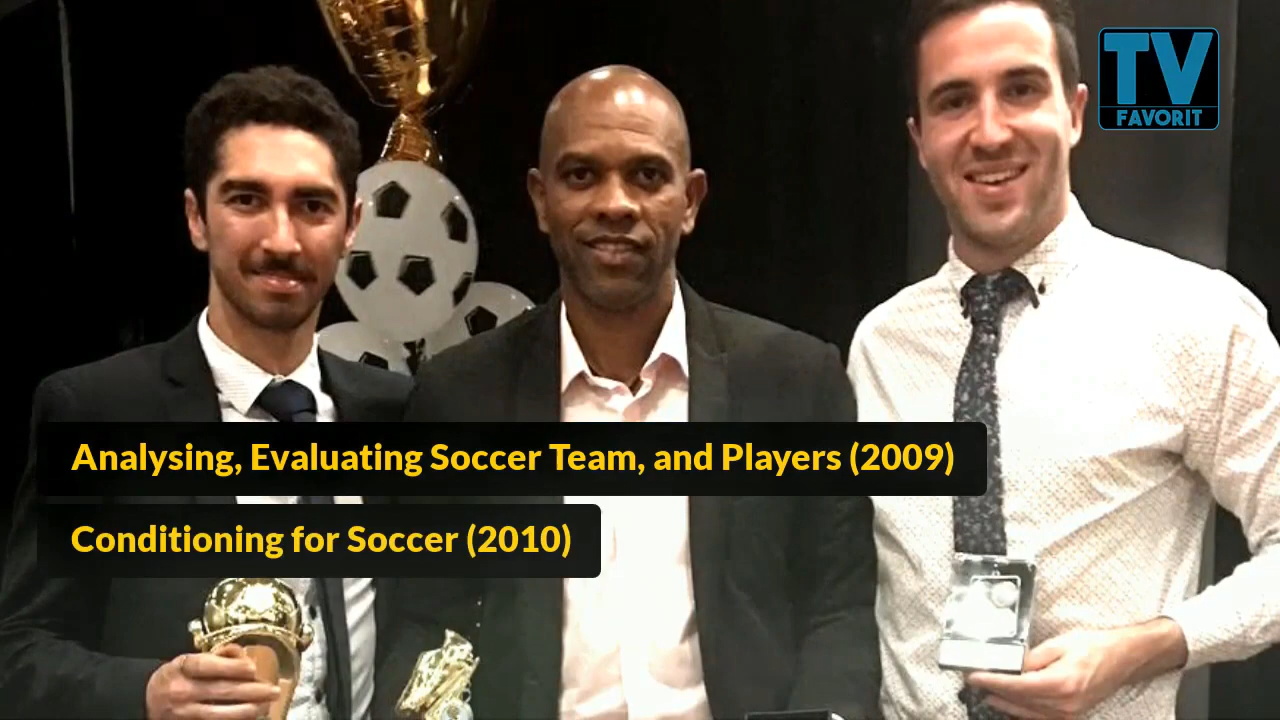 TV
FAVORIT
Analysing, Evaluating Soccer Team, and Players (2009)
Conditioning for Soccer (2010)